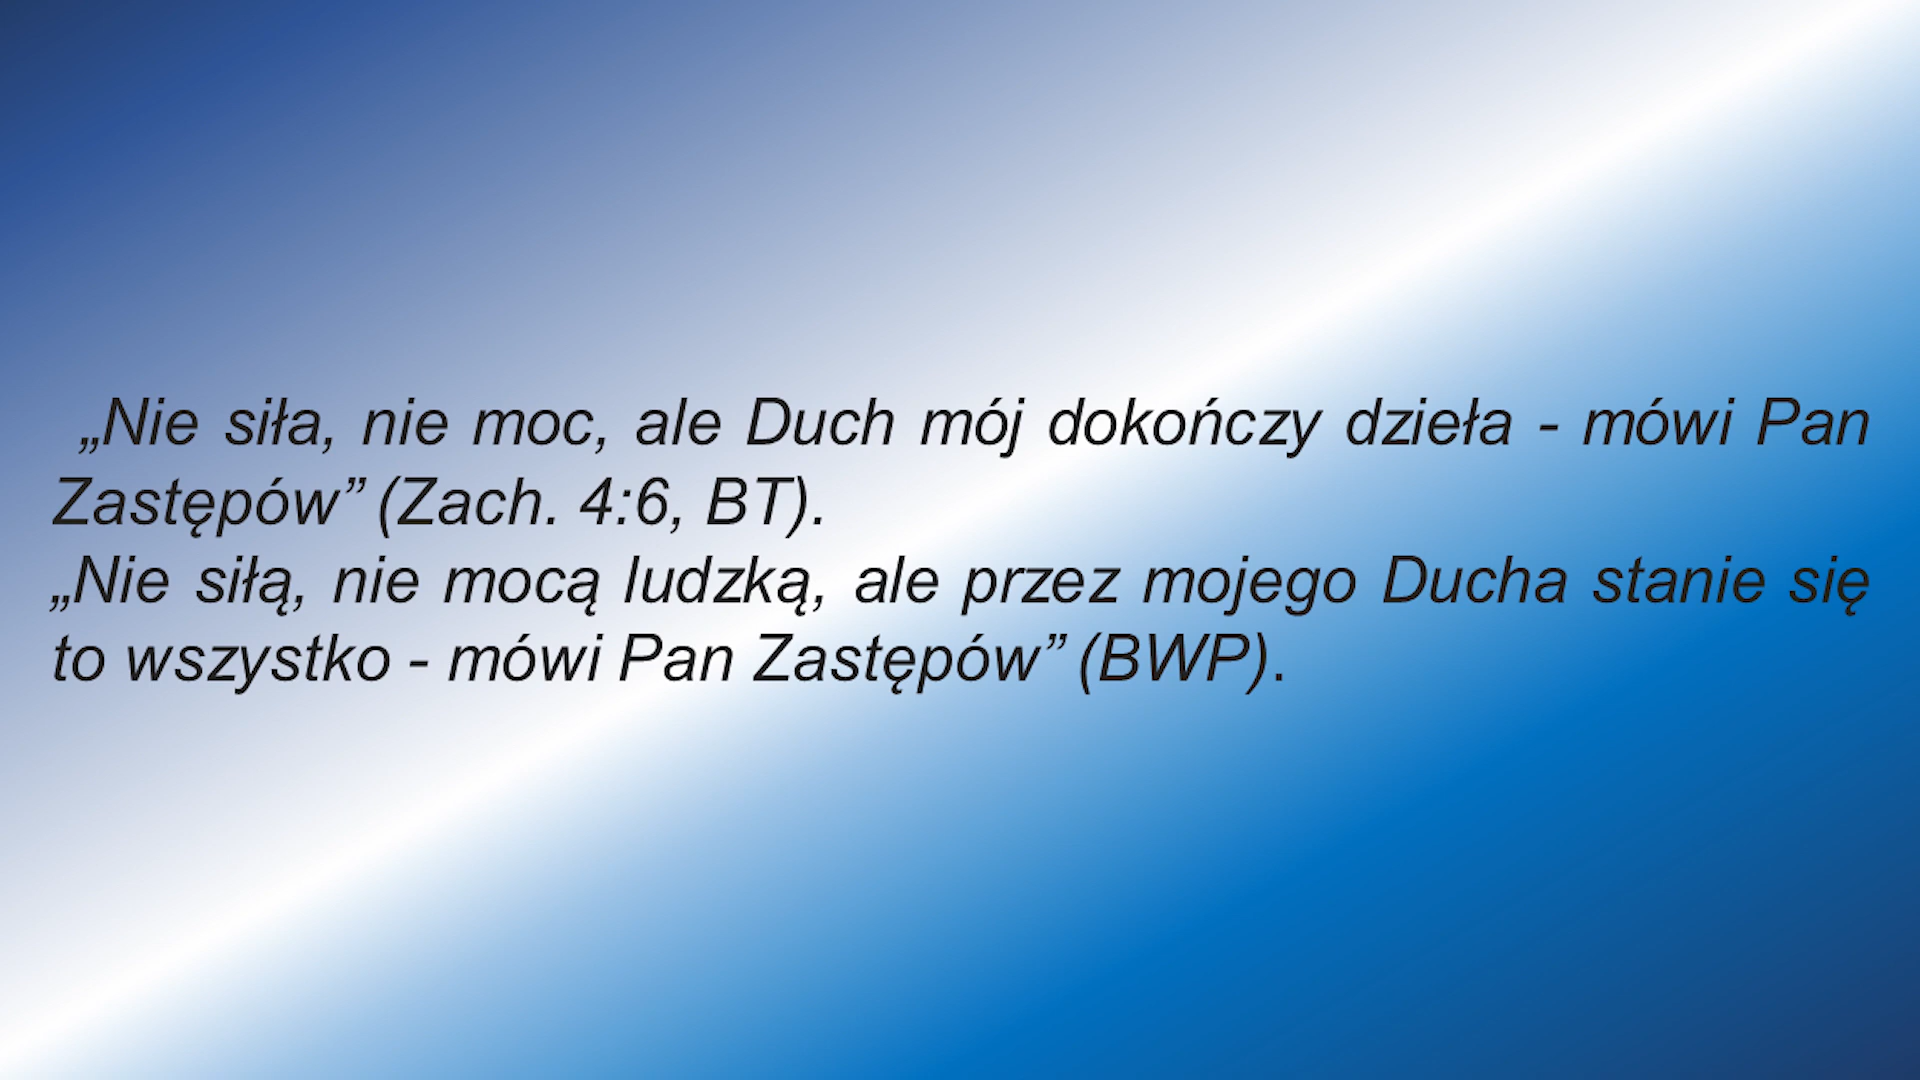 „Nie siła, nie moc, ale Duch mój dokończy dzieła - mówi Pan
Zastępów” (Zach. 4:6, BT).
„Nie siłą, nie mocą ludzką, ale przez mojego Ducha stanie się
to wszystko - mówi Pan Zastępów” (BWP).